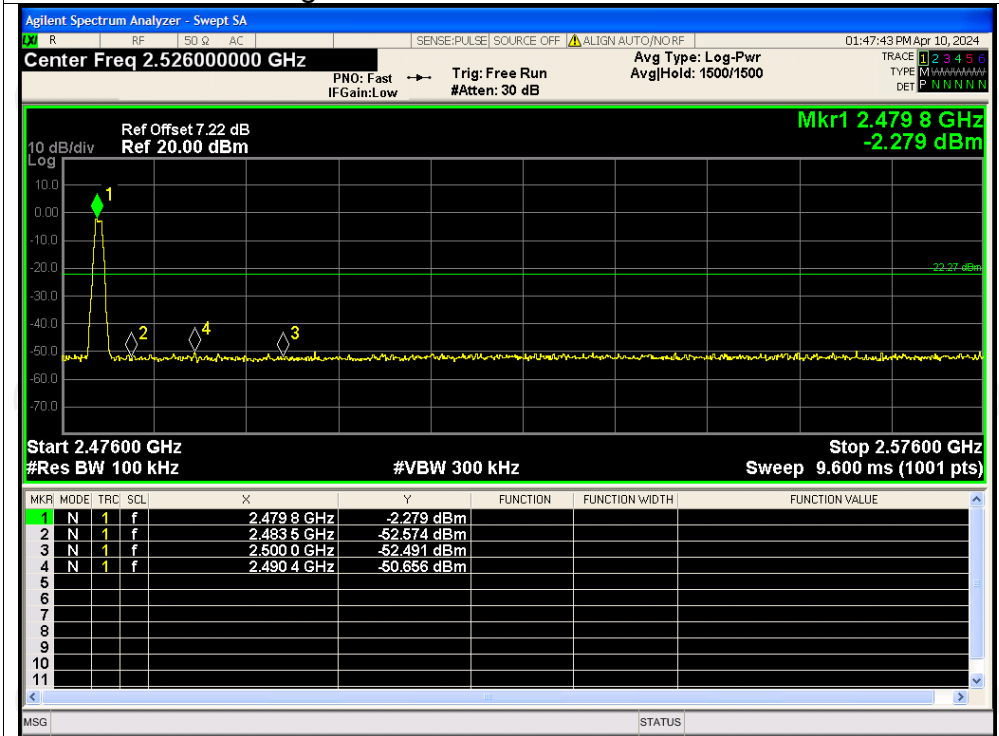 Agilent Spectrum Analyzer - Swept SA
LXI R RF 50 Ω AC SENSE:PULSE SOURCE OFF ALIGN AUTO/NO RF 01:47:43 PM Apr 10, 2024
Center Freq 2.526000000 GHz
PNO: Fast
IFGain:Low
Trig: Free Run
#Atten: 30 dB
Avg Type: Log-Pwr
Avg|Hold: 1500/1500
TRACE 1 2 3 4 5 6
TYPE M WWWWW
DET P N N N N N
Mkr1 2.479 8 GHz
-2.279 dBm
Ref Offset 7.22 dB
10 dB/div Ref 20.00 dBm
Log
10.0
0.00
-10.0
-20.0
-30.0
-40.0
-50.0
-60.0
-70.0
1
2
4
3
-22.27 dBm
Start 2.47600 GHz Stop 2.57600 GHz
#Res BW 100 kHz #VBW 300 kHz Sweep 9.600 ms (1001 pts)
MKR MODE TRC SCL X Y FUNCTION FUNCTION WIDTH FUNCTION VALUE
1 N 1 f 2.479 8 GHz -2.279 dBm
2 N 1 f 2.483 5 GHz -52.574 dBm
3 N 1 f 2.500 0 GHz -52.491 dBm
4 N 1 f 2.490 4 GHz -50.656 dBm
5
6
7
8
9
10
11
MSG STATUS